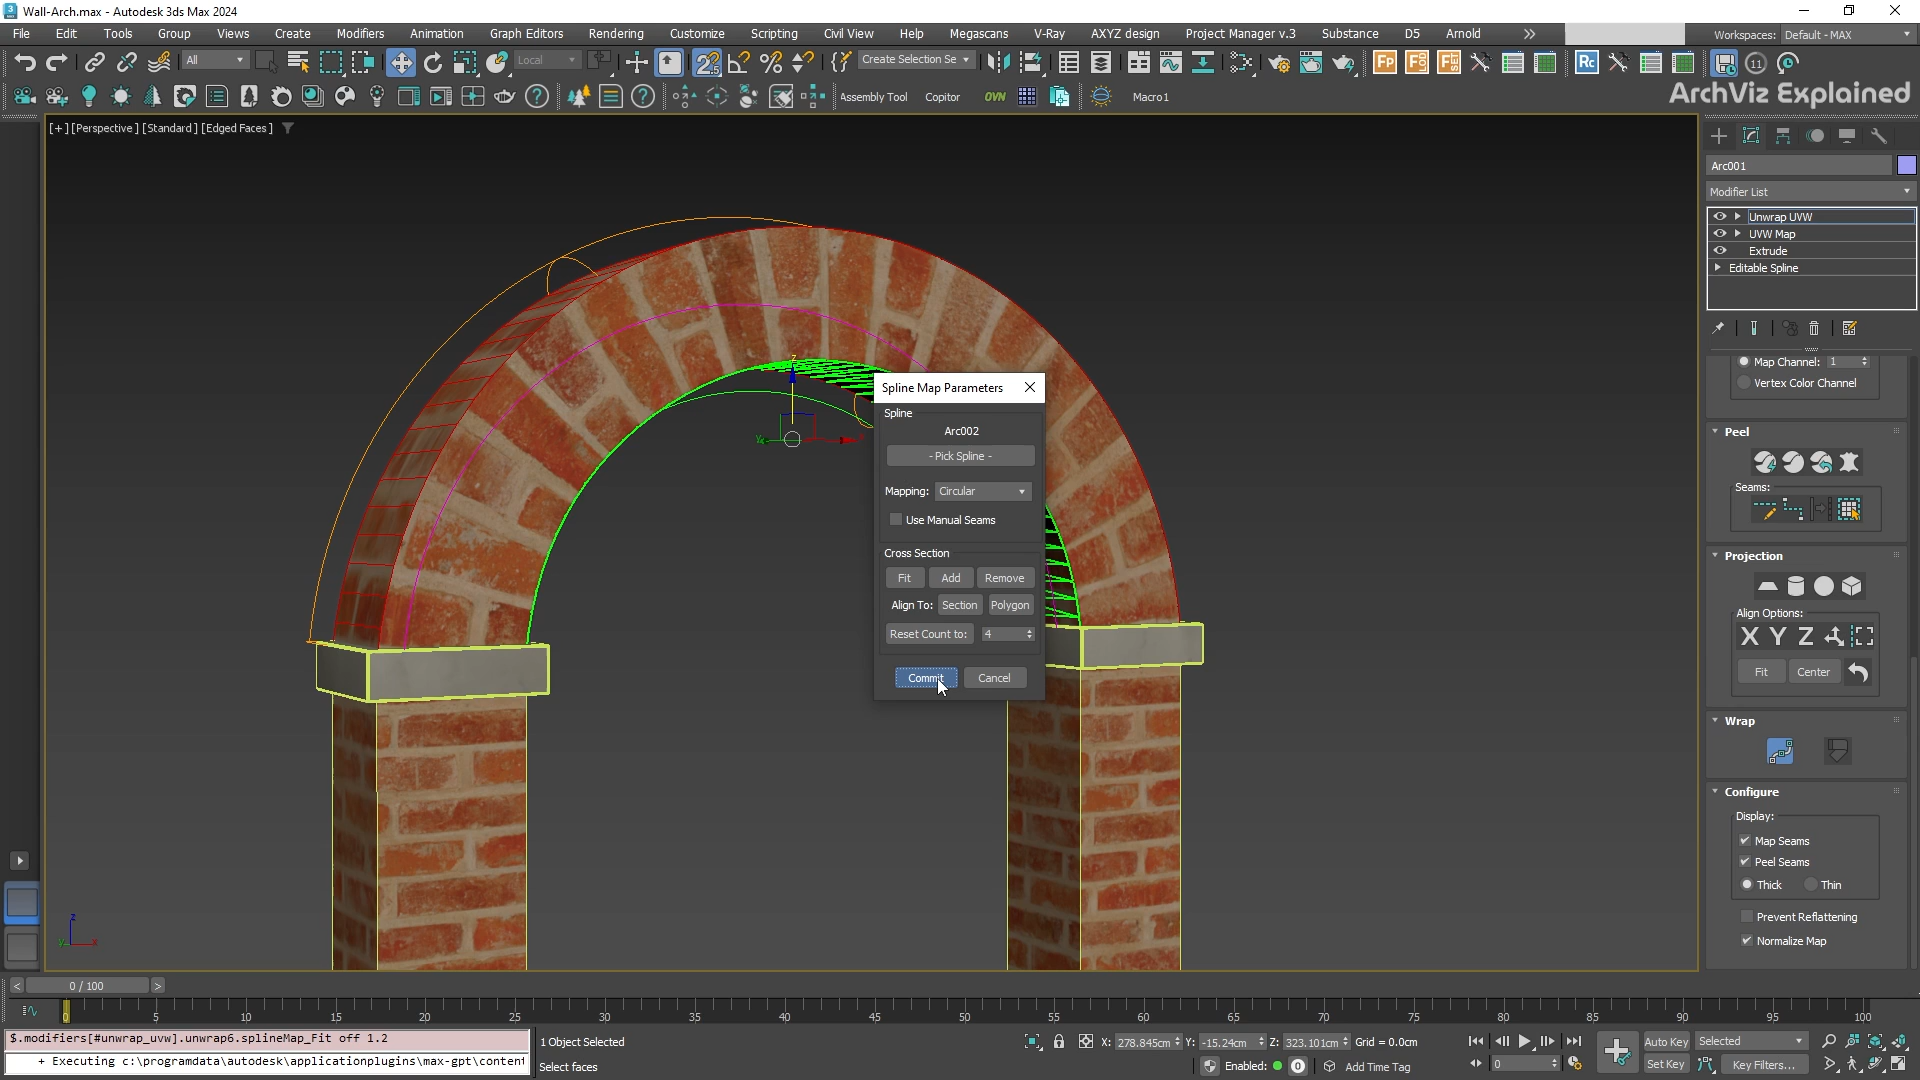 Wall-Arch.max - Autodesk 3ds Max 2024
File Edit Tools Group Views Create Modifiers Animation Graph Editors Rendering Customize Scripting Civil View Help Megascans V-Ray AXYZ design Project Manager v.3 Substance D5 Arnold Workspaces: Default - MAX
All Local Create Selection Se Fp Rc 11
Assembly Tool Copitor OVN Macro1
ArchViz Explained
[+] [Perspective] [Standard] [Edged Faces]
Arc001
Modifier List
Unwrap UVW
UVW Map
Extrude
Editable Spline
Map Channel: 1
Vertex Color Channel
Peel
Seams:
Projection
Align Options:
X Y Z
Fit Center
Wrap
Configure
Display:
Map Seams
Peel Seams
Thick Thin
Prevent Reflattening
Normalize Map
Spline Map Parameters
Spline
Arc002
- Pick Spline -
Mapping: Circular
Use Manual Seams
Cross Section
Fit Add Remove
Align To: Section Polygon
Reset Count to: 4
Commit Cancel
0 / 100
0 5 10 15 20 25 30 35 40 45 50 55 60 65 70 75 80 85 90 95 100
$.modifiers[#unwrap_uvw].unwrap6.splineMap_Fit off 1.2
+ Executing c:\programdata\autodesk\applicationplugins\max-gpt\content
1 Object Selected
Select faces
X: 278.845cm Y: -15.24cm Z: 323.101cm Grid = 0.0cm
Enabled: 0 Add Time Tag
0
Auto Key Selected
Set Key Key Filters...